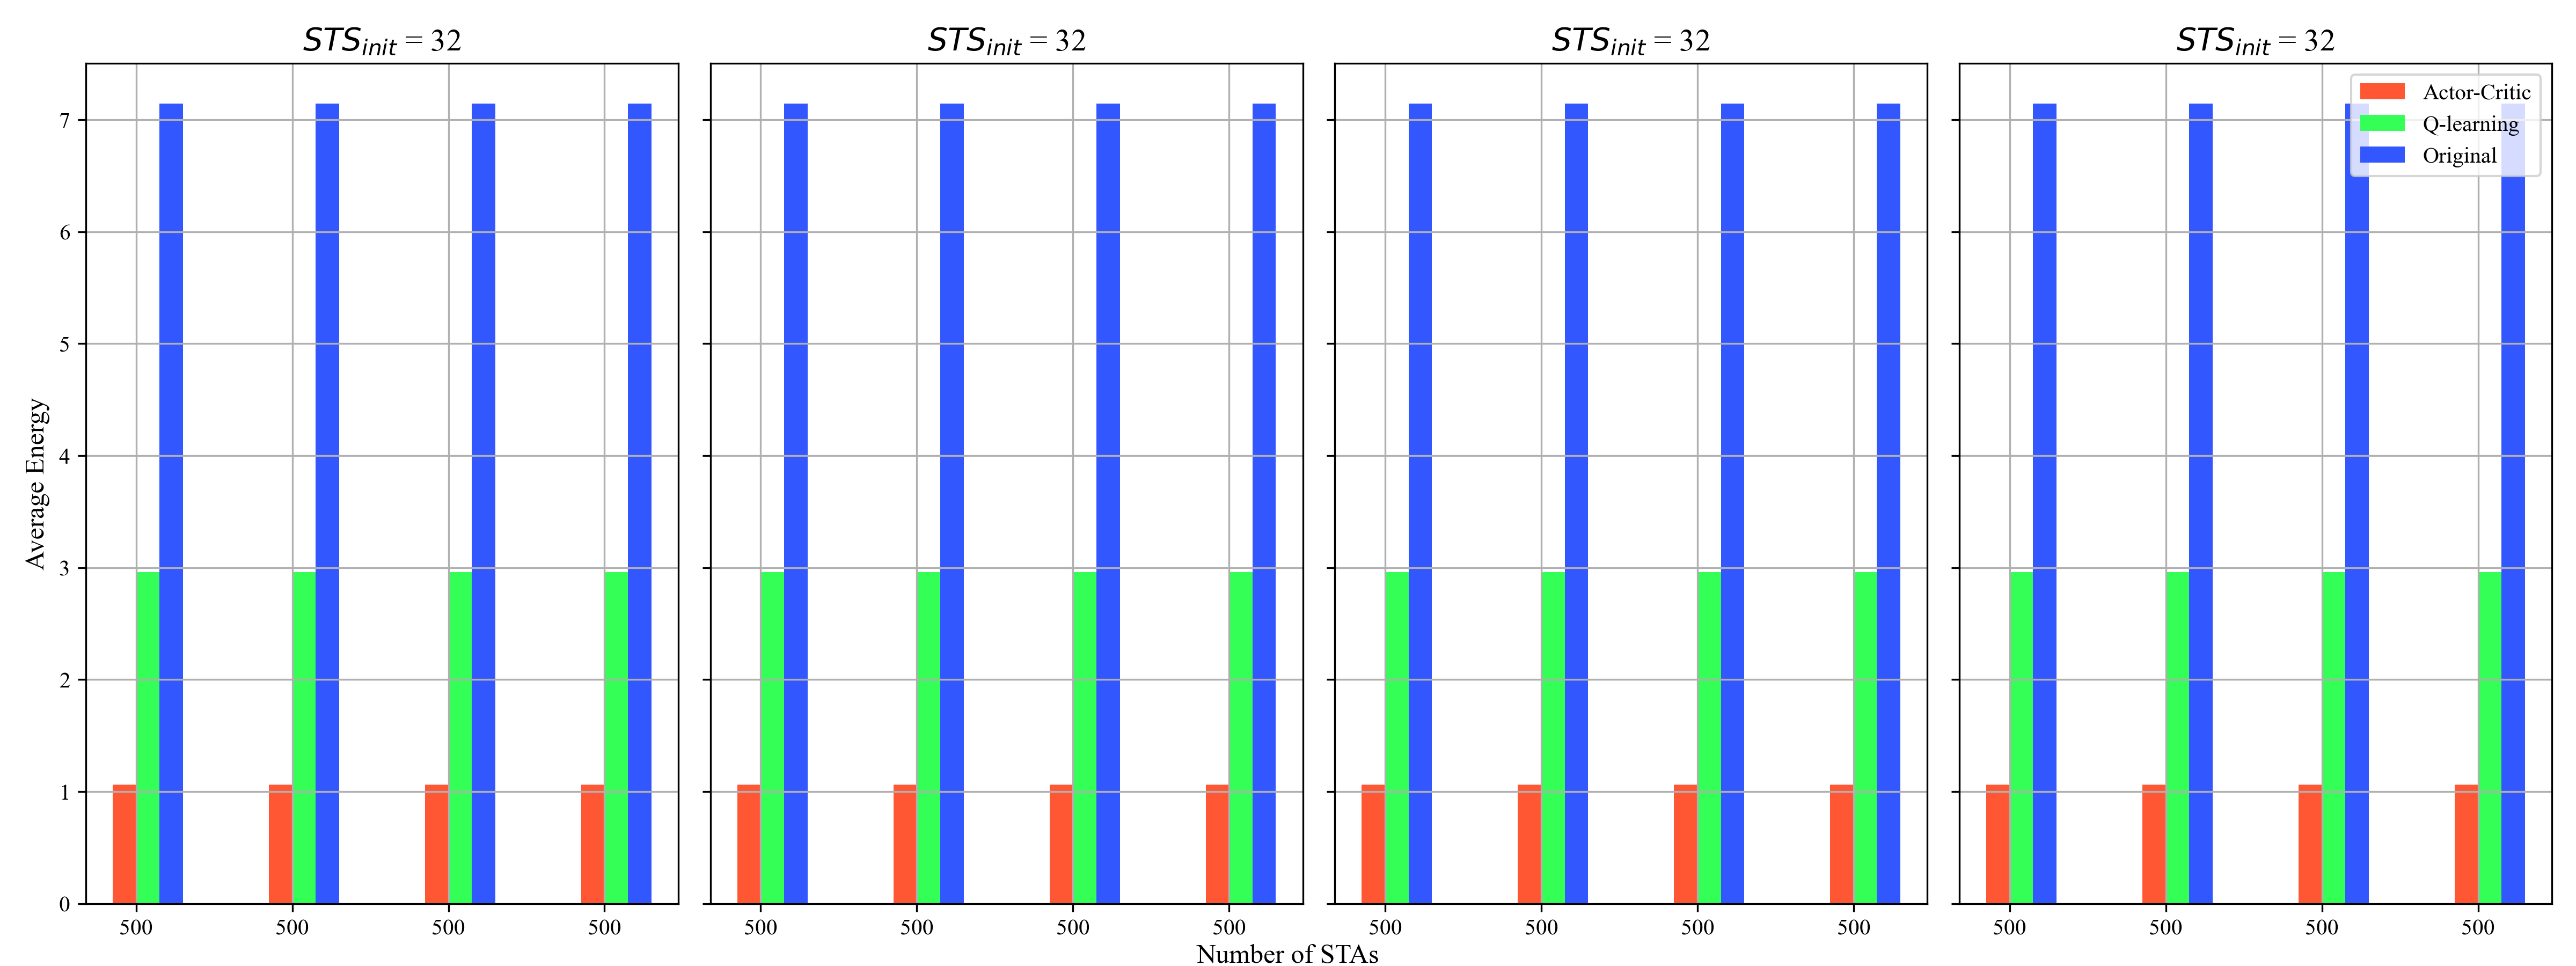 STS_init = 32
STS_init = 32
STS_init = 32
STS_init = 32
Actor-Critic
Q-learning
Original
7
6
5
4
3
2
1
0
Average Energy
500 500 500 500
500 500 500 500
500 500 500 500
500 500 500 500
Number of STAs